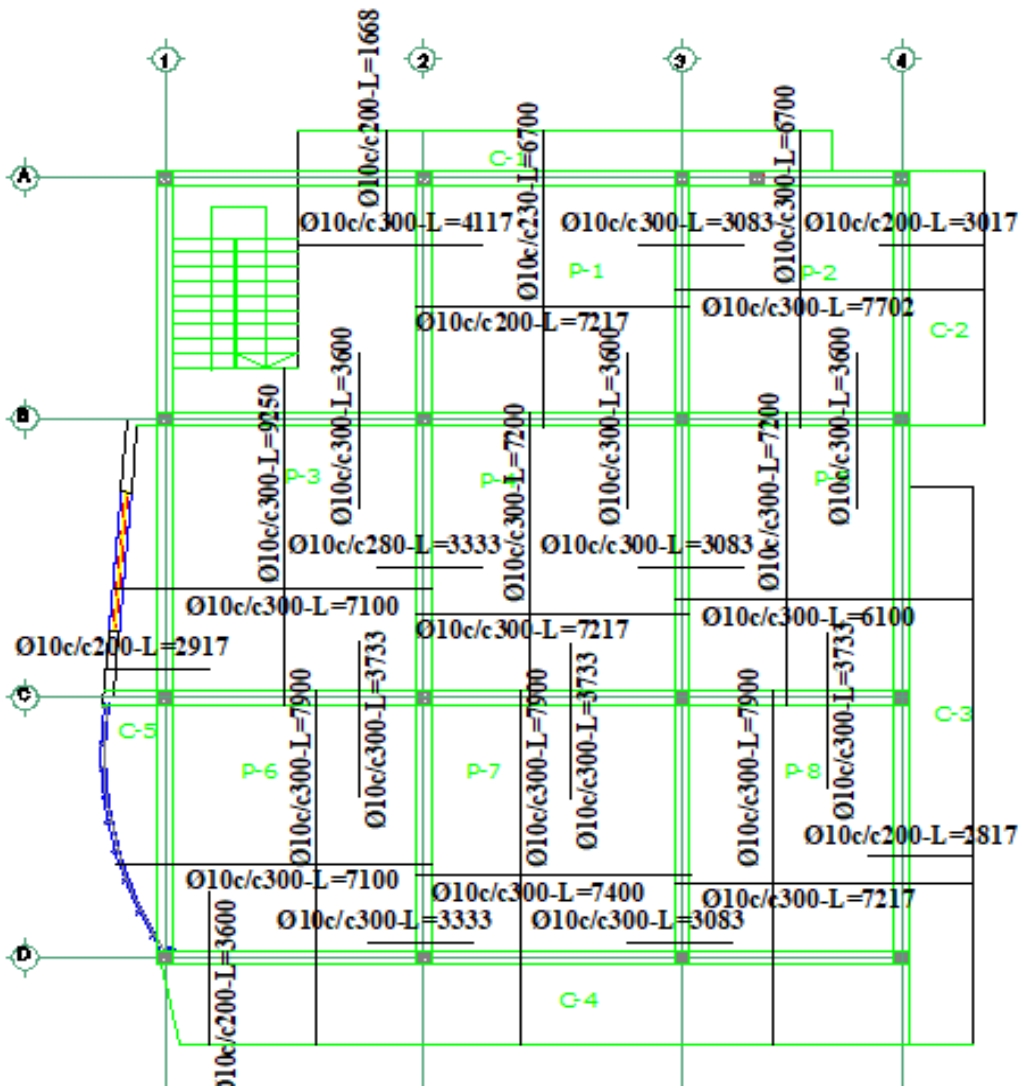 1
2
3
4
Ø10c/c200-L=1668
Ø10c/c230-L=6700
Ø10c/c300-L=6700
C-1
A
Ø10c/c300-L=4117
Ø10c/c300-L=3083
Ø10c/c200-L=3017
P-1
P-2
Ø10c/c200-L=7217
Ø10c/c300-L=7702
C-2
Ø10c/c300-L=3600
Ø10c/c300-L=3600
Ø10c/c300-L=3600
B
Ø10c/c300-L=9250
Ø10c/c300-L=7200
Ø10c/c300-L=7200
P-3
Ø10c/c280-L=3333
Ø10c/c300-L=3083
Ø10c/c300-L=7100
Ø10c/c300-L=7217
Ø10c/c300-L=6100
Ø10c/c200-L=2917
Ø10c/c300-L=3733
Ø10c/c300-L=3733
Ø10c/c300-L=3733
C
Ø10c/c300-L=7900
Ø10c/c300-L=7900
Ø10c/c300-L=7900
C-5
C-3
P-6
P-7
P-8
Ø10c/c200-L=2817
Ø10c/c300-L=7100
Ø10c/c300-L=7400
Ø10c/c300-L=7217
Ø10c/c300-L=3333
Ø10c/c300-L=3083
Ø10c/c200-L=3600
D
C-4